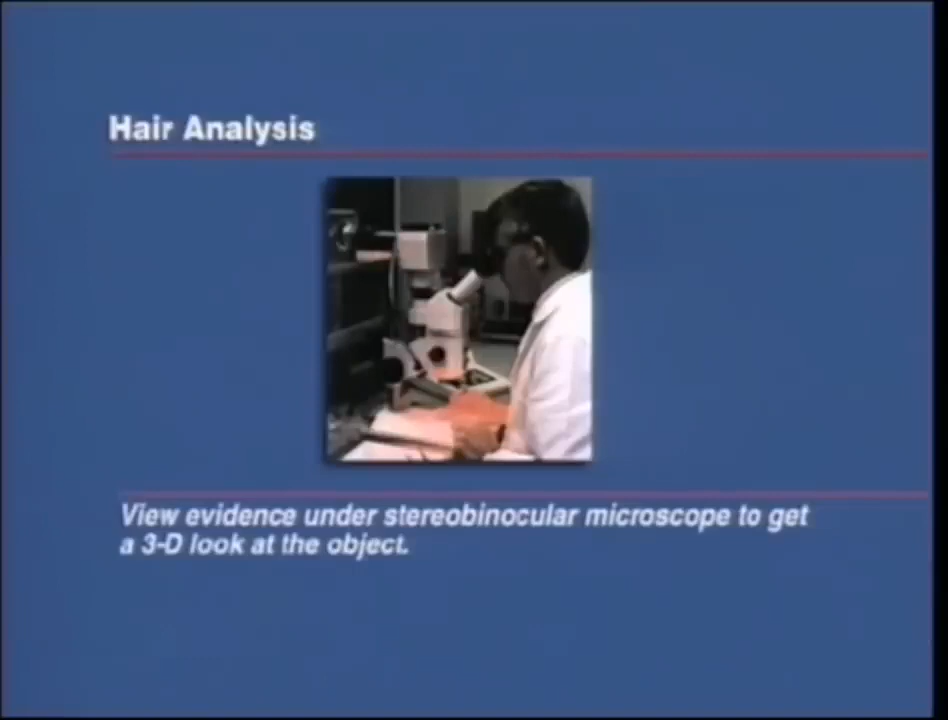 Hair Analysis
View evidence under stereobinocular microscope to get
a 3-D look at the object.